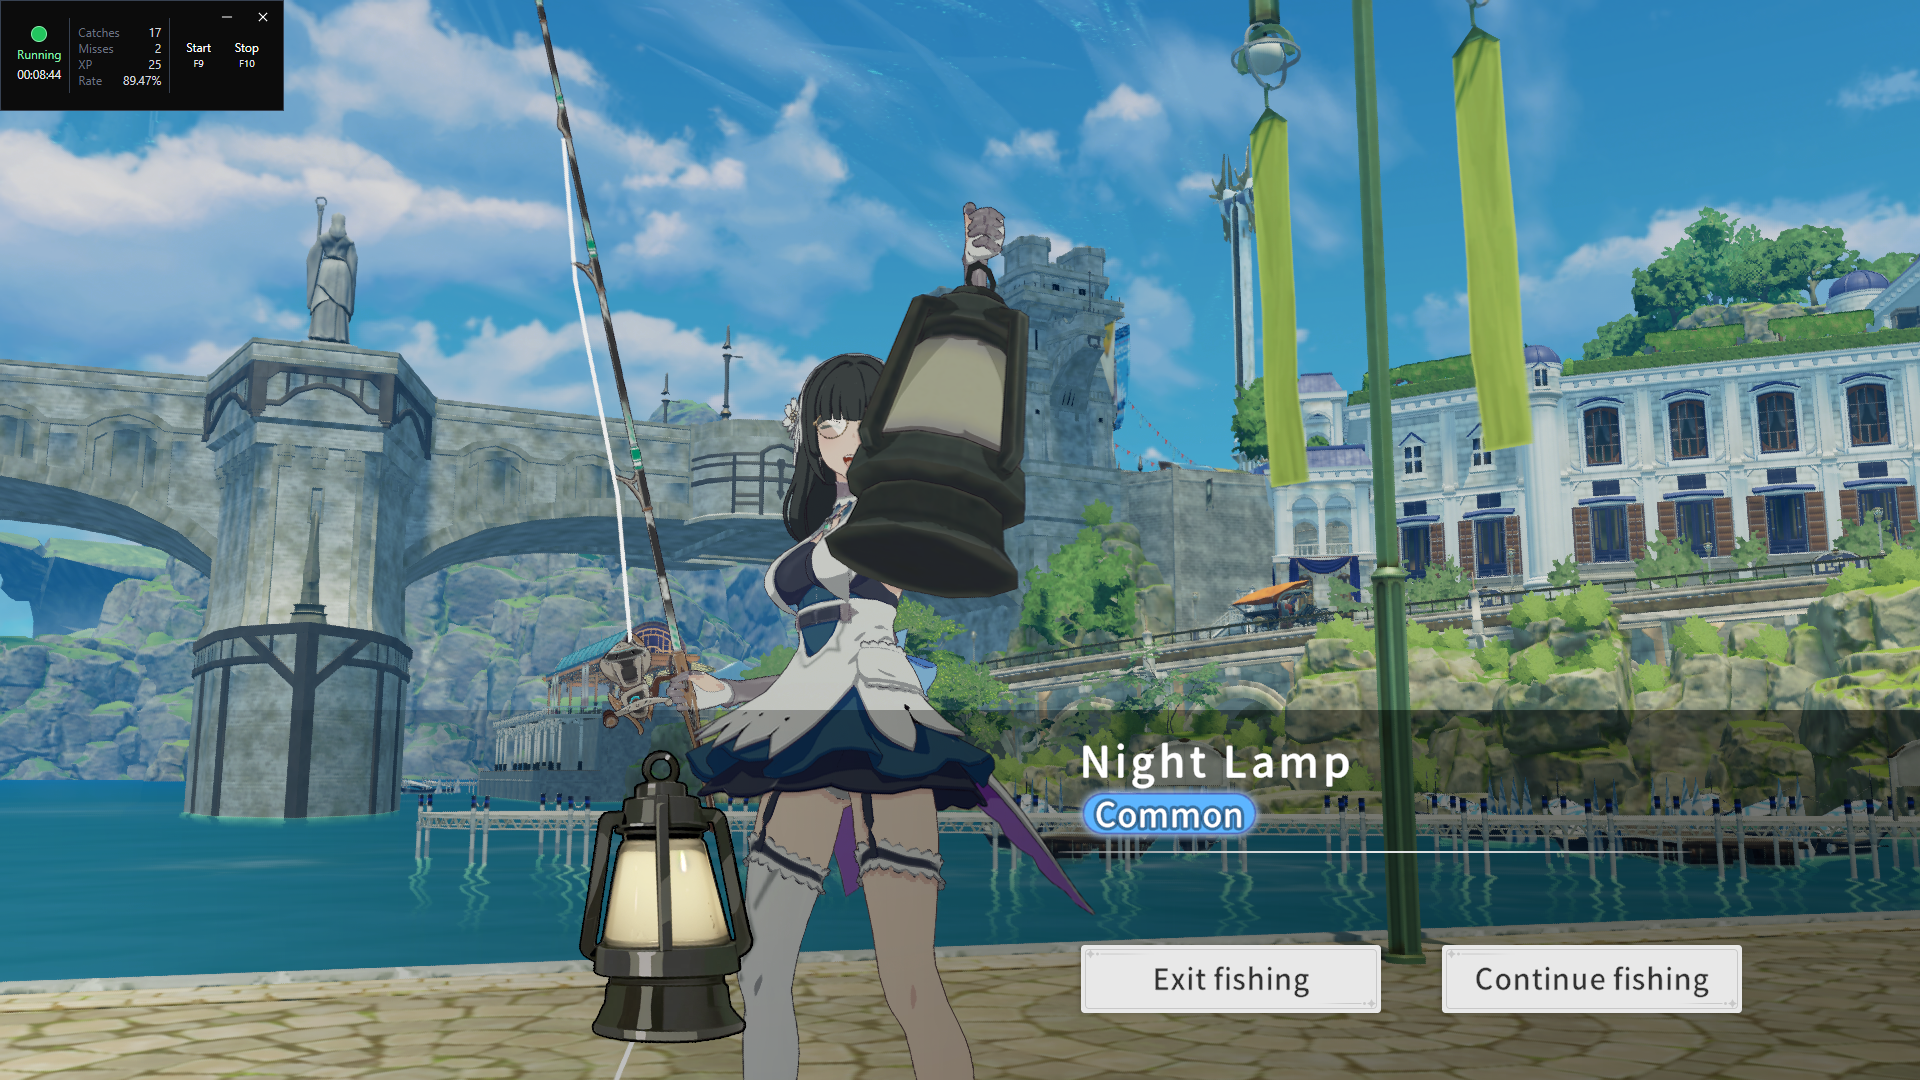 Running
00:08:44
Catches 17
Misses 2
XP 25
Rate 89.47%
Start
F9
Stop
F10
Night Lamp
Common
Exit fishing
Continue fishing